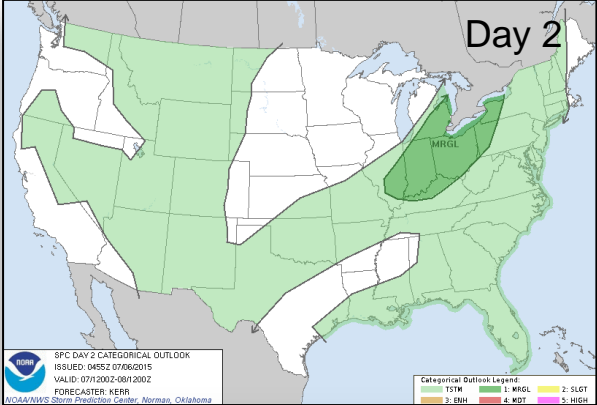 Day 2
MRGL
NOAA
SPC DAY 2 CATEGORICAL OUTLOOK
ISSUED: 0455Z 07/06/2015
VALID: 07/1200Z-08/1200Z
FORECASTER: KERR
NOAA/NWS Storm Prediction Center, Norman, Oklahoma
Categorical Outlook Legend:
TSTM 1: MRGL 2: SLGT
3: ENH 4: MDT 5: HIGH